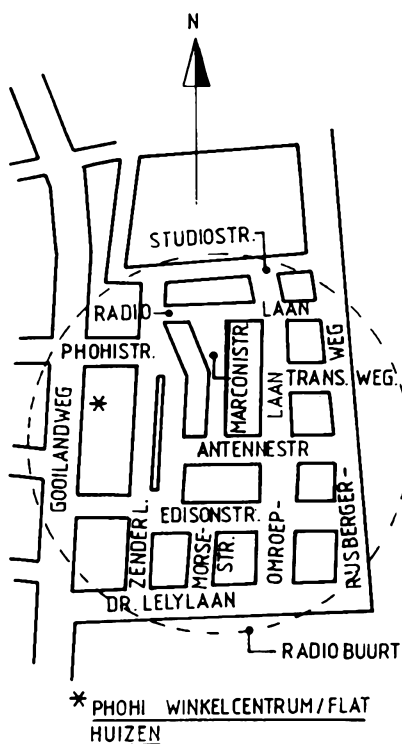 N
STUDIOSTR.
RADIO LAAN
PHOHISTR.
MARCONISTR.
WEG
LAAN
TRANS. WEG.
*
GOOILANDWEG
ANTENNESTR
ZENDER L.
EDISONSTR.
MORSE-
STR.
OMROEP-
RIJSBERGER-
DR. LELYLAAN
RADIO BUURT
* PHOHI WINKELCENTRUM/FLAT
HUIZEN